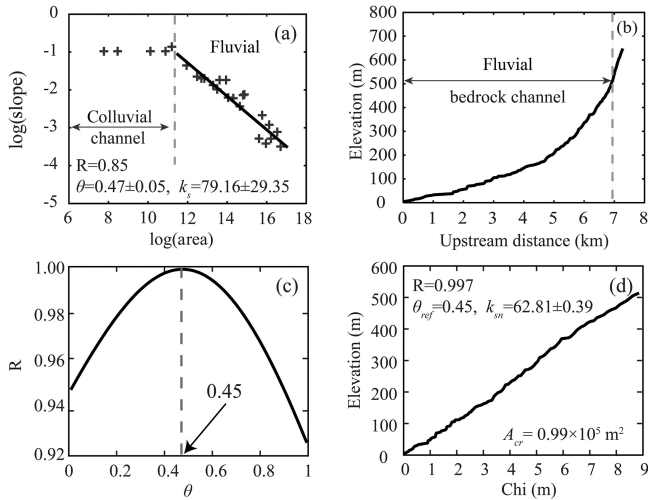 (a)
log(slope)
0
-1
-2
-3
-4
-5
Fluvial
Colluvial
channel
R=0.85
θ=0.47±0.05, kₛ=79.16±29.35
6 8 10 12 14 16 18
log(area)
(b)
Elevation (m)
800
700
600
500
400
300
200
100
0
Fluvial
bedrock channel
0 1 2 3 4 5 6 7 8
Upstream distance (km)
(c)
R
1.00
0.98
0.96
0.94
0.92
0.45
0 0.2 0.4 0.6 0.8 1
θ
(d)
Elevation (m)
600
500
400
300
200
100
0
R=0.997
θref=0.45, ksn=62.81±0.39
Acr= 0.99×10⁵ m²
0 1 2 3 4 5 6 7 8 9
Chi (m)